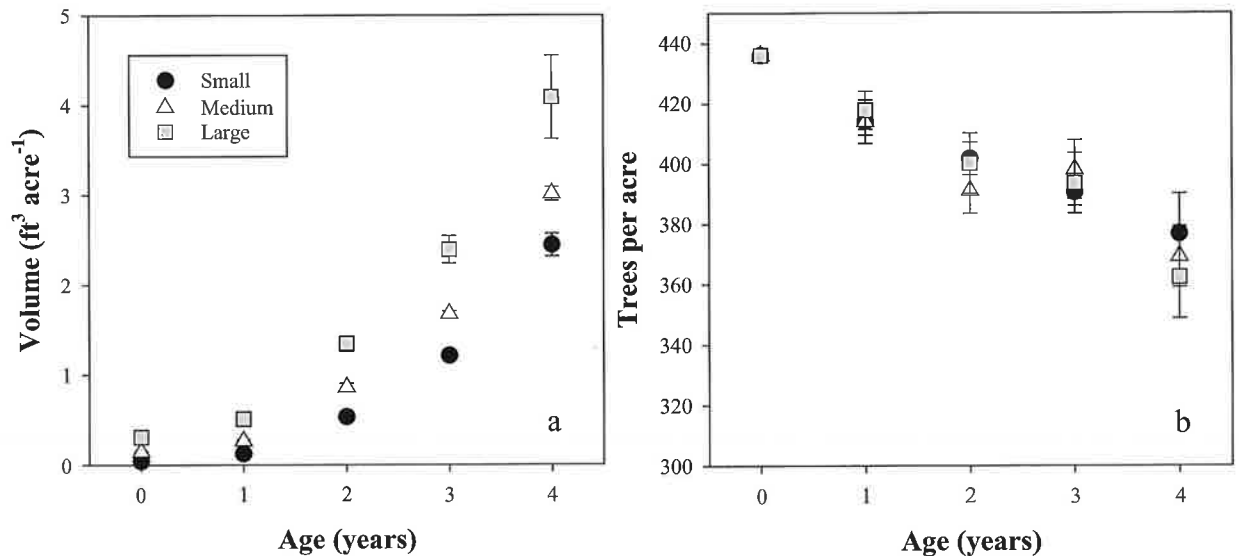 5
4
3
2
1
0
Volume (ft³ acre⁻¹)
Small
Medium
Large
a
0 1 2 3 4
Age (years)
440
420
400
380
360
340
320
300
Trees per acre
b
0 1 2 3 4
Age (years)